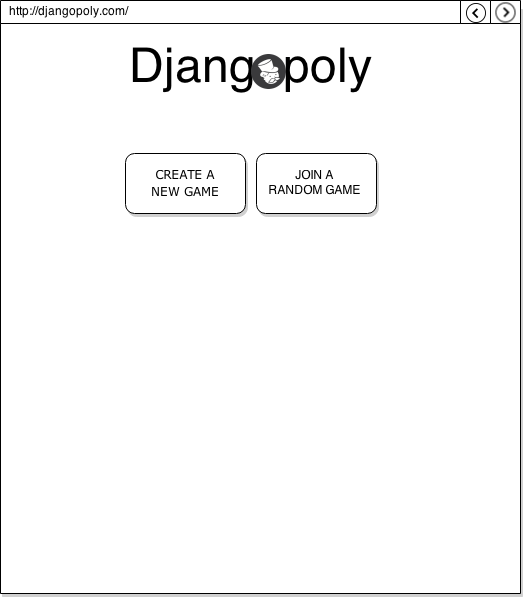 http://djangopoly.com/
Djangopoly
CREATE A
NEW GAME
JOIN A
RANDOM GAME